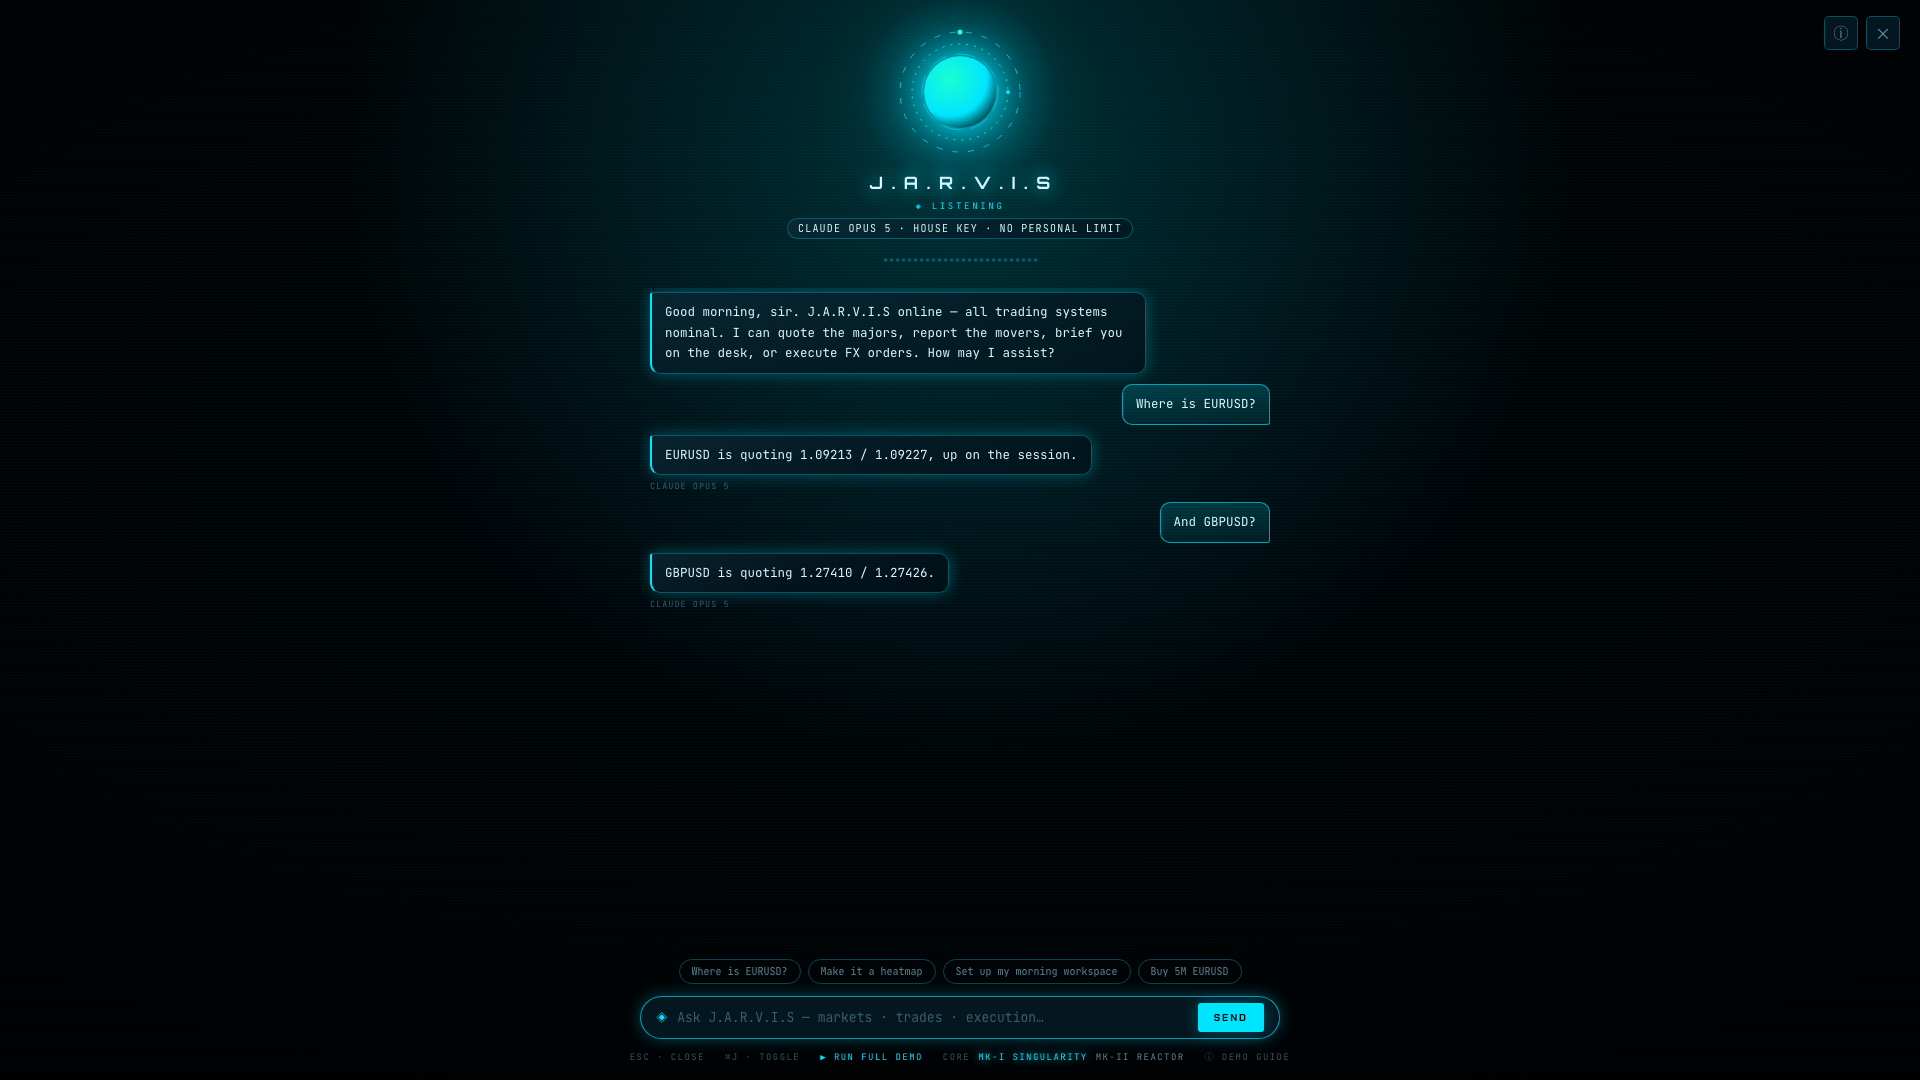 ⓘ ×
J.A.R.V.I.S
◈ LISTENING
CLAUDE OPUS 5 · HOUSE KEY · NO PERSONAL LIMIT
Good morning, sir. J.A.R.V.I.S online — all trading systems
nominal. I can quote the majors, report the movers, brief you
on the desk, or execute FX orders. How may I assist?
Where is EURUSD?
EURUSD is quoting 1.09213 / 1.09227, up on the session.
CLAUDE OPUS 5
And GBPUSD?
GBPUSD is quoting 1.27410 / 1.27426.
CLAUDE OPUS 5
Where is EURUSD? Make it a heatmap Set up my morning workspace Buy 5M EURUSD
◈ Ask J.A.R.V.I.S — markets · trades · execution… SEND
ESC · CLOSE ⌘J · TOGGLE ▶ RUN FULL DEMO CORE MK-I SINGULARITY MK-II REACTOR ⓘ DEMO GUIDE